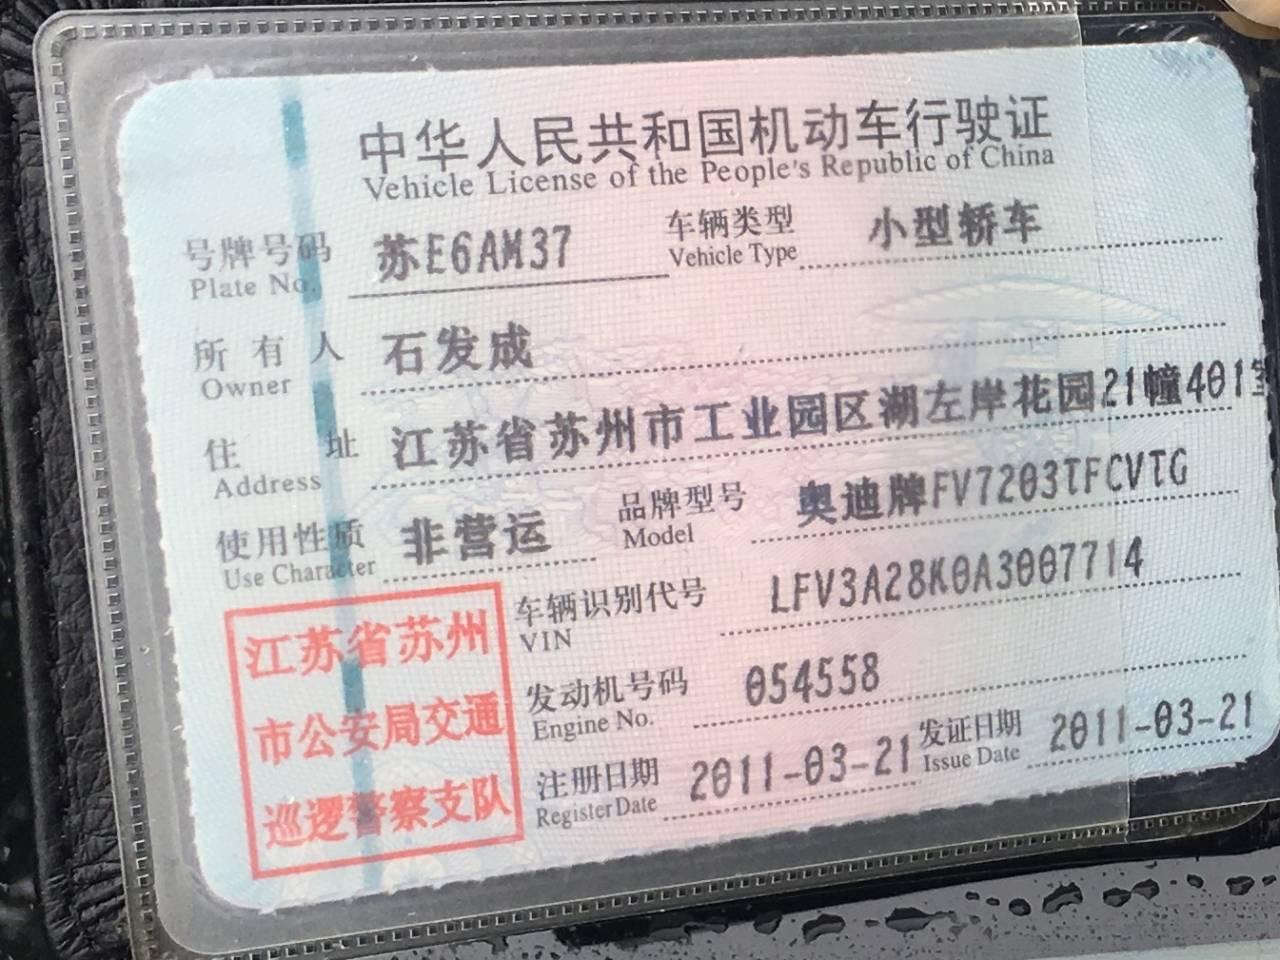 中华人民共和国机动车行驶证
Vehicle License of the People's Republic of China
号牌号码 苏E6AM37 车辆类型 小型轿车
Plate No. Vehicle Type
所有人 石发成
Owner
住址 江苏省苏州市工业园区湖左岸花园21幢401室
Address
使用性质 非营运 品牌型号 奥迪牌FV7203TFCVTG
Use Character Model
车辆识别代号 LFV3A28K0A3007714
VIN
发动机号码 054558
Engine No.
注册日期 2011-03-21 发证日期 2011-03-21
Register Date Issue Date
江苏省苏州
市公安局交通
巡逻警察支队